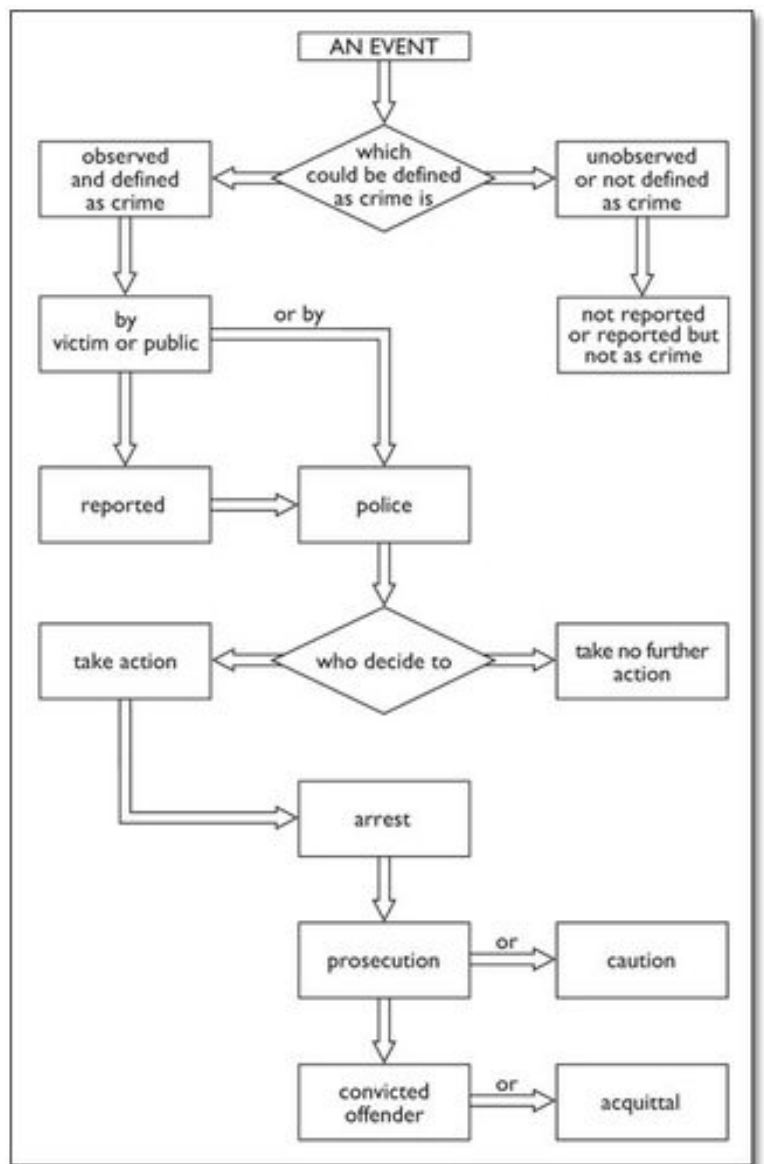 AN EVENT
which
could be defined
as crime is
observed
and defined
as crime
unobserved
or not defined
as crime
by
victim or public
or by
not reported
or reported but
not as crime
reported
police
take action
who decide to
take no further
action
arrest
prosecution
or
caution
convicted
offender
or
acquittal